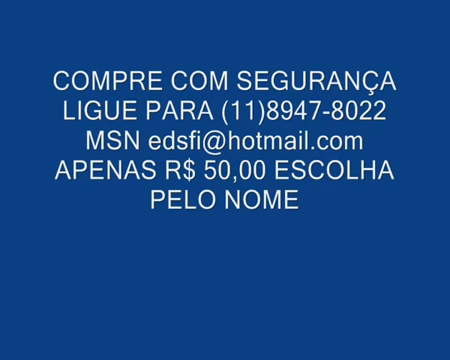 COMPRE COM SEGURANÇA
LIGUE PARA (11)8947-8022
MSN edsfi@hotmail.com
APENAS R$ 50,00 ESCOLHA
PELO NOME